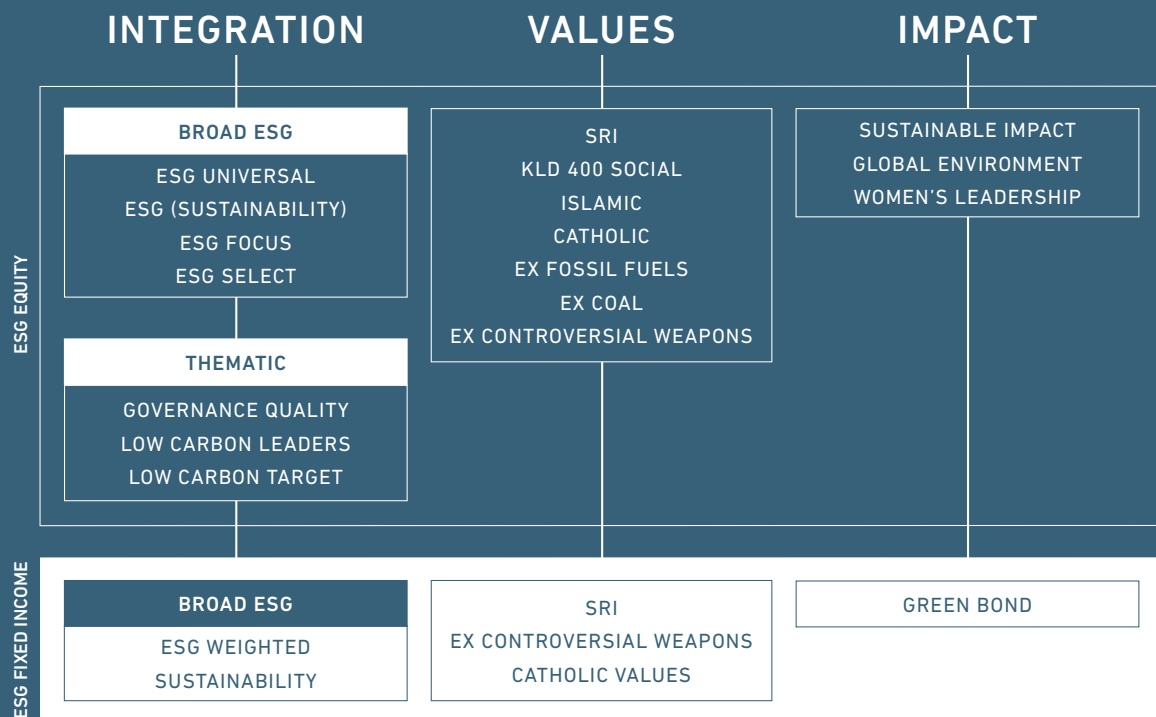 INTEGRATION
VALUES
IMPACT
ESG EQUITY
BROAD ESG
ESG UNIVERSAL
ESG (SUSTAINABILITY)
ESG FOCUS
ESG SELECT
THEMATIC
GOVERNANCE QUALITY
LOW CARBON LEADERS
LOW CARBON TARGET
SRI
KLD 400 SOCIAL
ISLAMIC
CATHOLIC
EX FOSSIL FUELS
EX COAL
EX CONTROVERSIAL WEAPONS
SUSTAINABLE IMPACT
GLOBAL ENVIRONMENT
WOMEN'S LEADERSHIP
ESG FIXED INCOME
BROAD ESG
ESG WEIGHTED
SUSTAINABILITY
SRI
EX CONTROVERSIAL WEAPONS
CATHOLIC VALUES
GREEN BOND